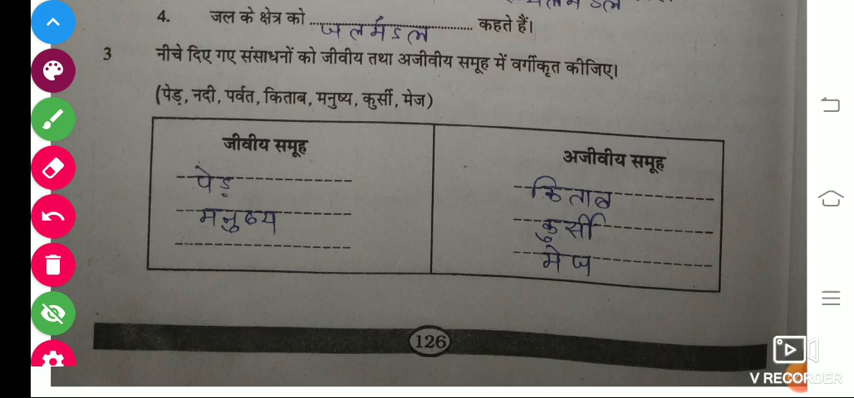 4. जल के क्षेत्र को जलमंडल कहते हैं।
3 नीचे दिए गए संसाधनों को जीवीय तथा अजीवीय समूह में वर्गीकृत कीजिए।
(पेड़, नदी, पर्वत, किताब, मनुष्य, कुर्सी, मेज)
जीवीय समूह
पेड़
मनुष्य
अजीवीय समूह
किताब
कुर्सी
मेज
126
V RECORDER